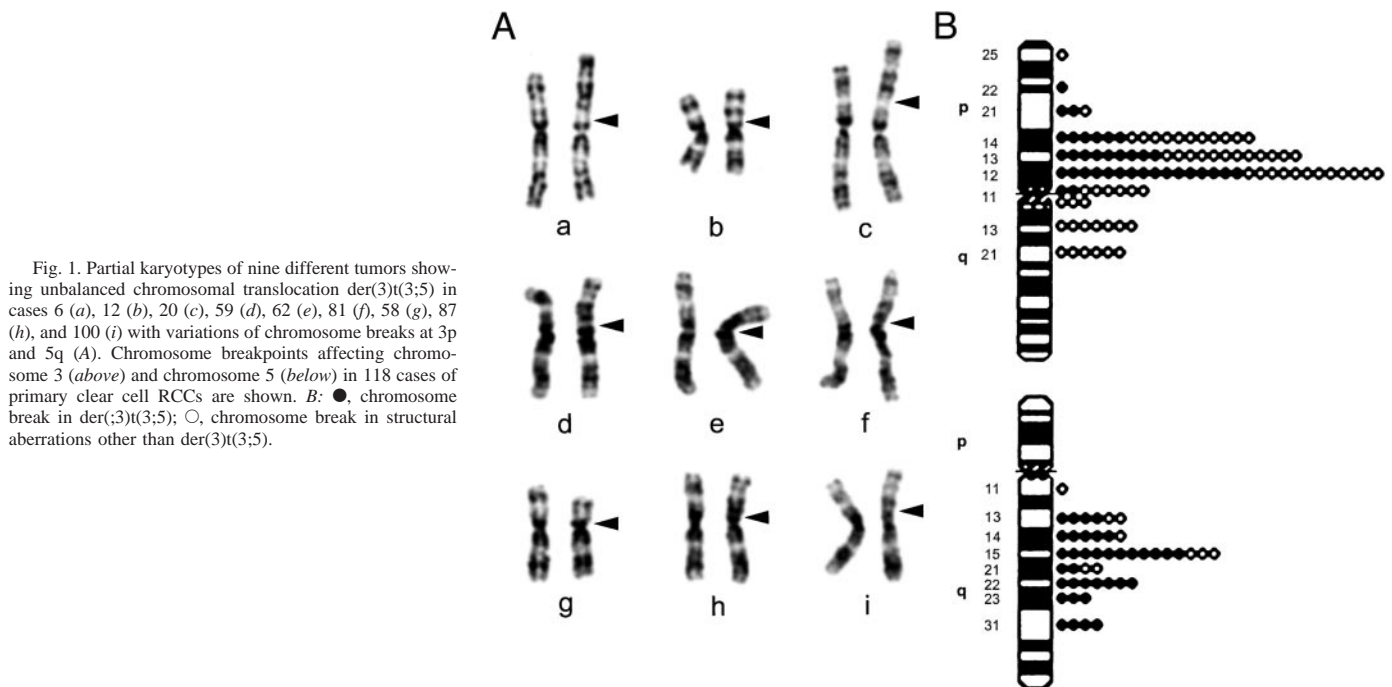 Fig. 1. Partial karyotypes of nine different tumors show-
ing unbalanced chromosomal translocation der(3)t(3;5) in
cases 6 (a), 12 (b), 20 (c), 59 (d), 62 (e), 81 (f), 58 (g), 87
(h), and 100 (i) with variations of chromosome breaks at 3p
and 5q (A). Chromosome breakpoints affecting chromo-
some 3 (above) and chromosome 5 (below) in 118 cases of
primary clear cell RCCs are shown. B: ●, chromosome
break in der(;3)t(3;5); ○, chromosome break in structural
aberrations other than der(3)t(3;5).
A
a
b
c
d
e
f
g
h
i
B
25
22
p
21
14
13
12
11
13
q
21
p
11
13
14
15
21
22
q
23
31